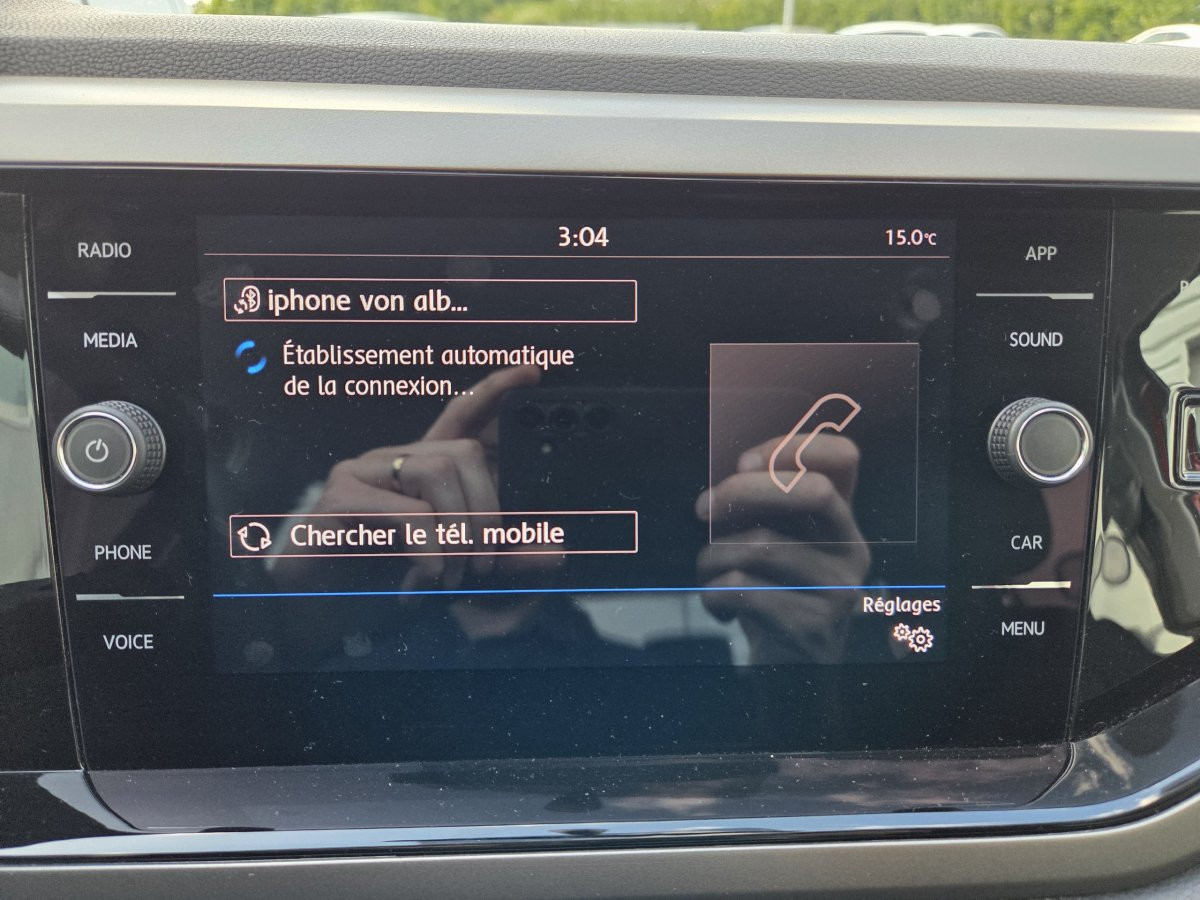 RADIO
MEDIA
PHONE
VOICE
3:04
15.0°C
iphone von alb...
Établissement automatique
de la connexion...
Chercher le tél. mobile
Réglages
APP
SOUND
CAR
MENU